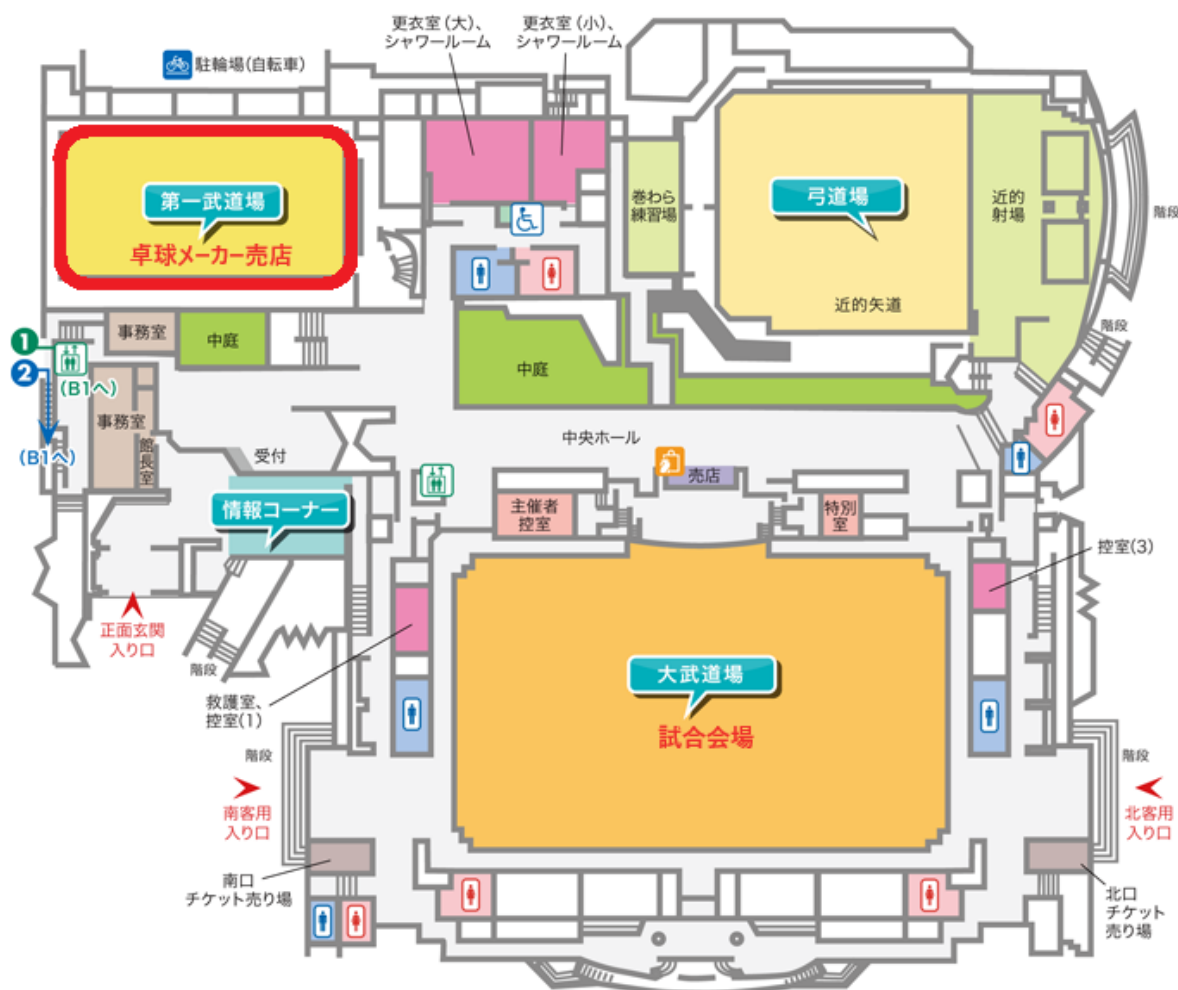 更衣室(大)、
シャワールーム
更衣室(小)、
シャワールーム
駐輪場(自転車)
第一武道場
卓球メーカー売店
巻わら
練習場
弓道場
近的
射場
階段
近的矢道
階段
事務室
中庭
1
2
(B1へ)
中庭
事務室
館長室
(B1へ)
受付
中央ホール
売店
情報コーナー
主催者
控室
特別
室
控室(3)
正面玄関
入り口
階段
救護室、
控室(1)
大武道場
試合会場
階段
階段
南客用
入り口
北客用
入り口
南口
チケット売り場
北口
チケット
売り場